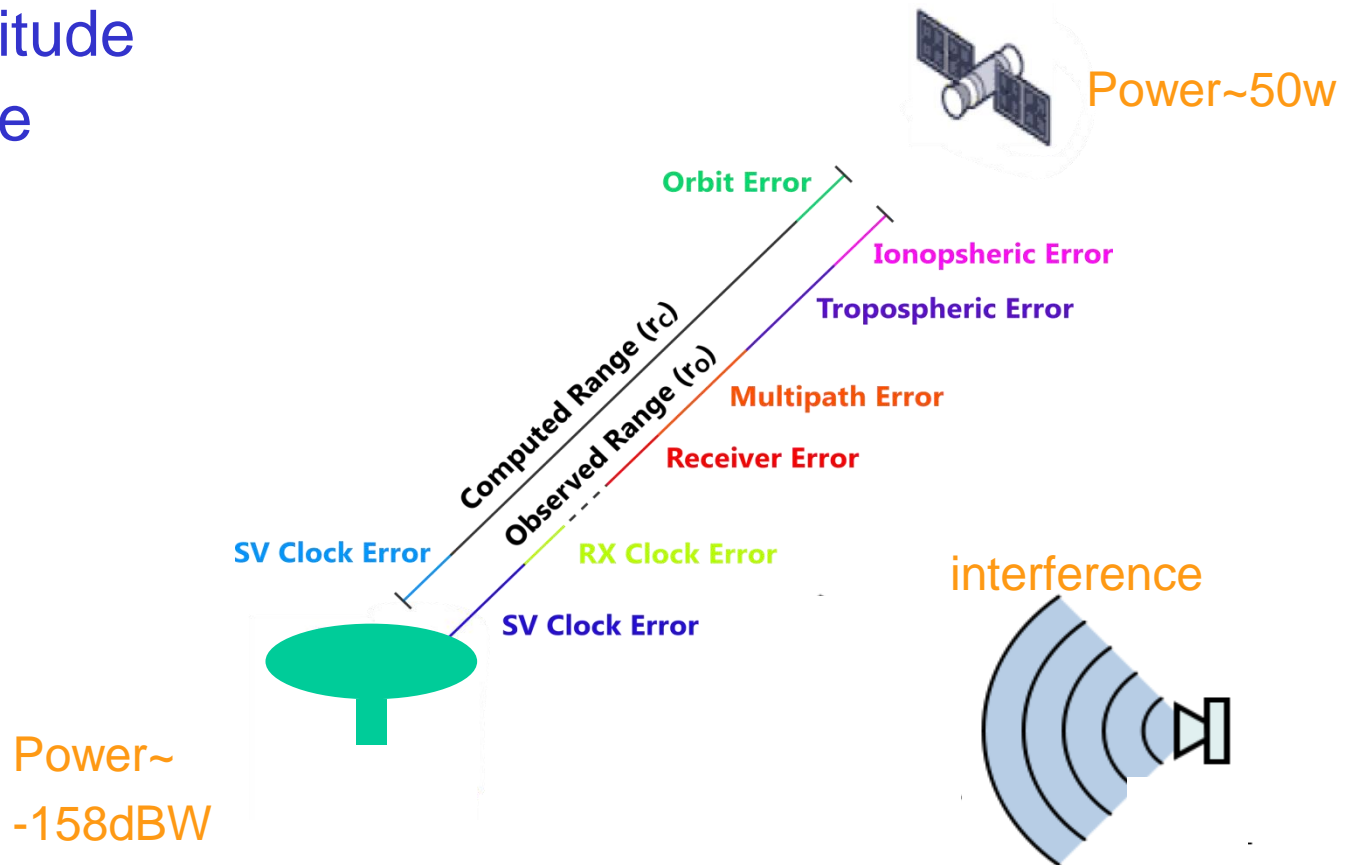 itude
e
Power~50w
Orbit Error
Ionopsheric Error
Tropospheric Error
Computed Range (rC)
Observed Range (rO)
Multipath Error
Receiver Error
SV Clock Error
RX Clock Error
interference
SV Clock Error
Power~
-158dBW